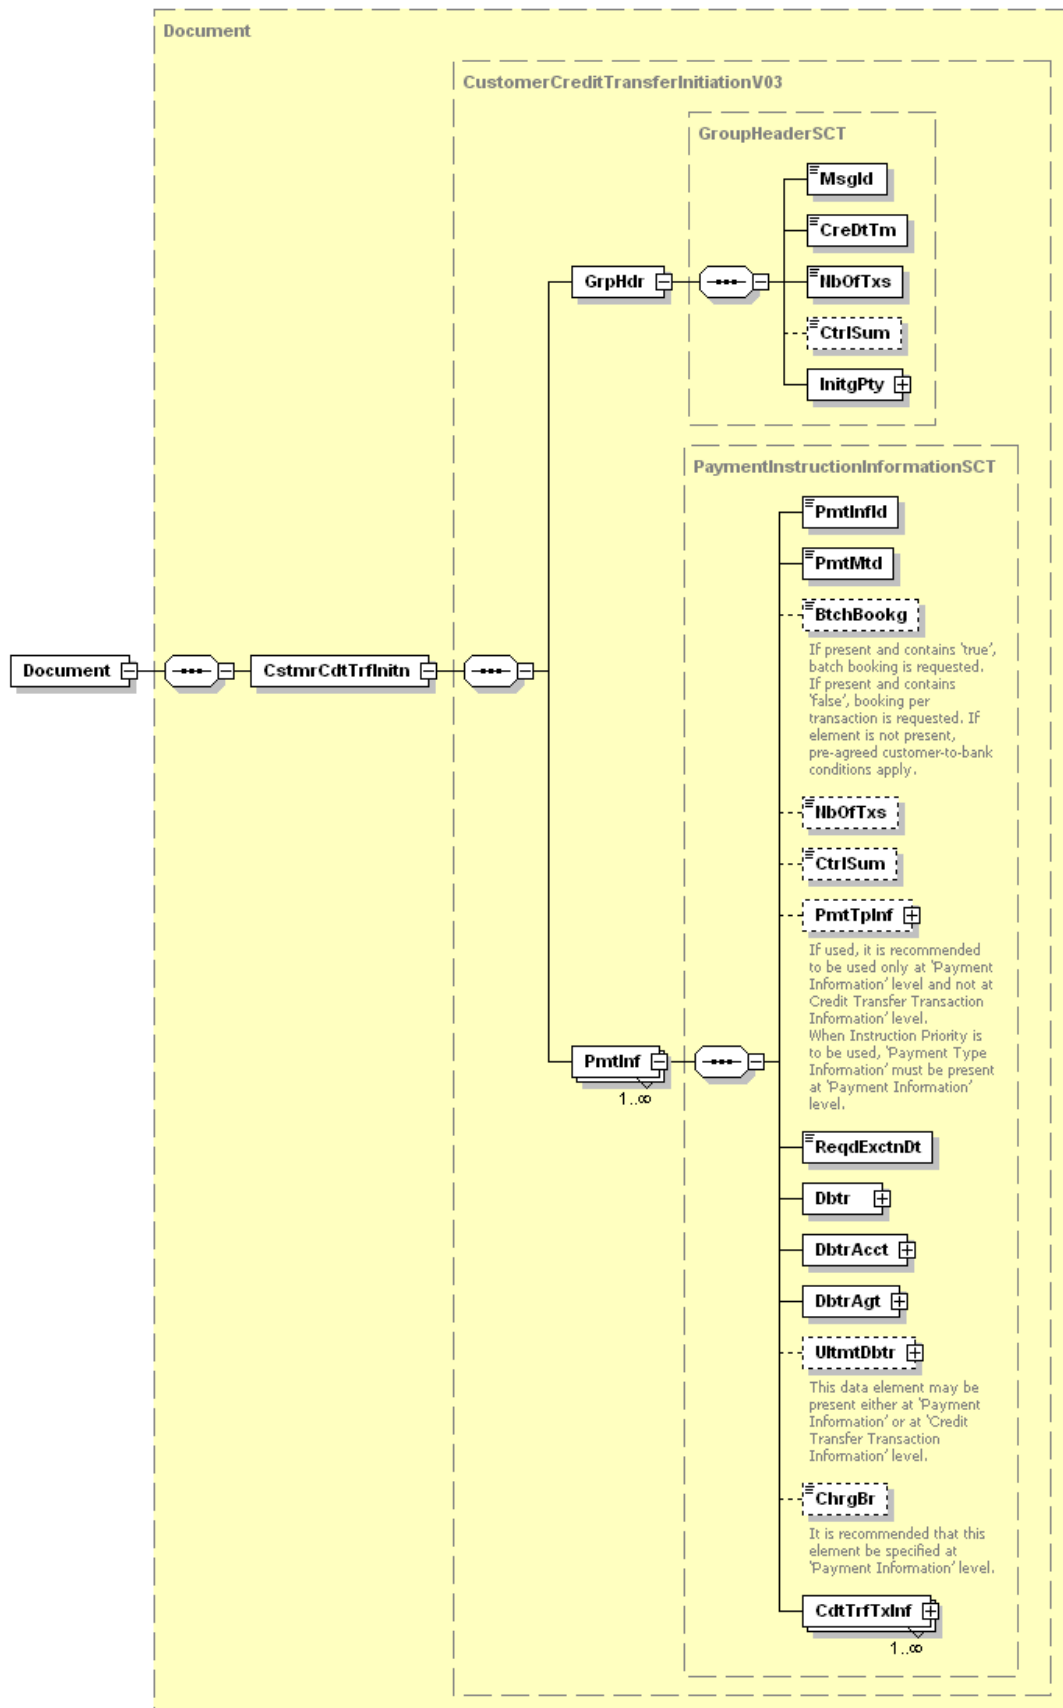 Document
CustomerCreditTransferInitiationV03
GroupHeaderSCT
MsgId
CreDtTm
GrpHdr
NbOfTxs
CtrlSum
InitgPty
PaymentInstructionInformationSCT
PmtInfId
PmtMtd
BtchBookg
If present and contains 'true',
batch booking is requested.
If present and contains
'false', booking per
transaction is requested. If
element is not present,
pre-agreed customer-to-bank
conditions apply.
Document
CstmrCdtTrfInitn
NbOfTxs
CtrlSum
PmtTpInf
If used, it is recommended
to be used only at 'Payment
Information' level and not at
Credit Transfer Transaction
Information' level.
When Instruction Priority is
to be used, 'Payment Type
Information' must be present
at 'Payment Information'
level.
PmtInf
1..∞
ReqdExctnDt
Dbtr
DbtrAcct
DbtrAgt
UltmtDbtr
This data element may be
present either at 'Payment
Information' or at 'Credit
Transfer Transaction
Information' level.
ChrgBr
It is recommended that this
element be specified at
'Payment Information' level.
CdtTrfTxInf
1..∞